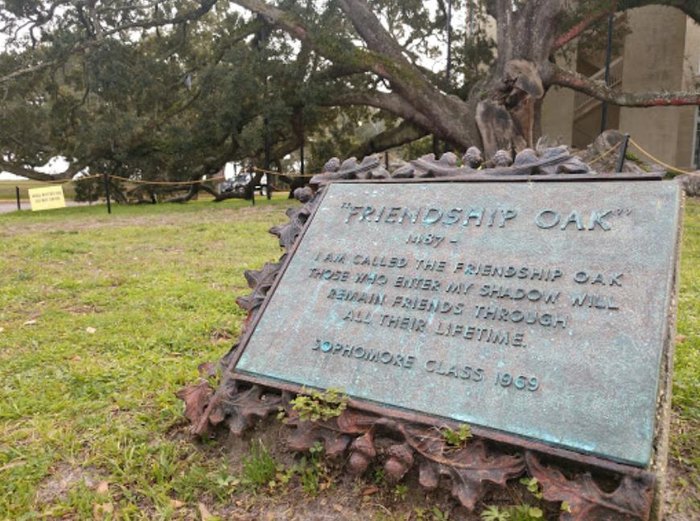 "FRIENDSHIP OAK"
1487 -
I AM CALLED THE FRIENDSHIP OAK
THOSE WHO ENTER MY SHADOW WILL
REMAIN FRIENDS THROUGH
ALL THEIR LIFETIME.
SOPHOMORE CLASS 1969